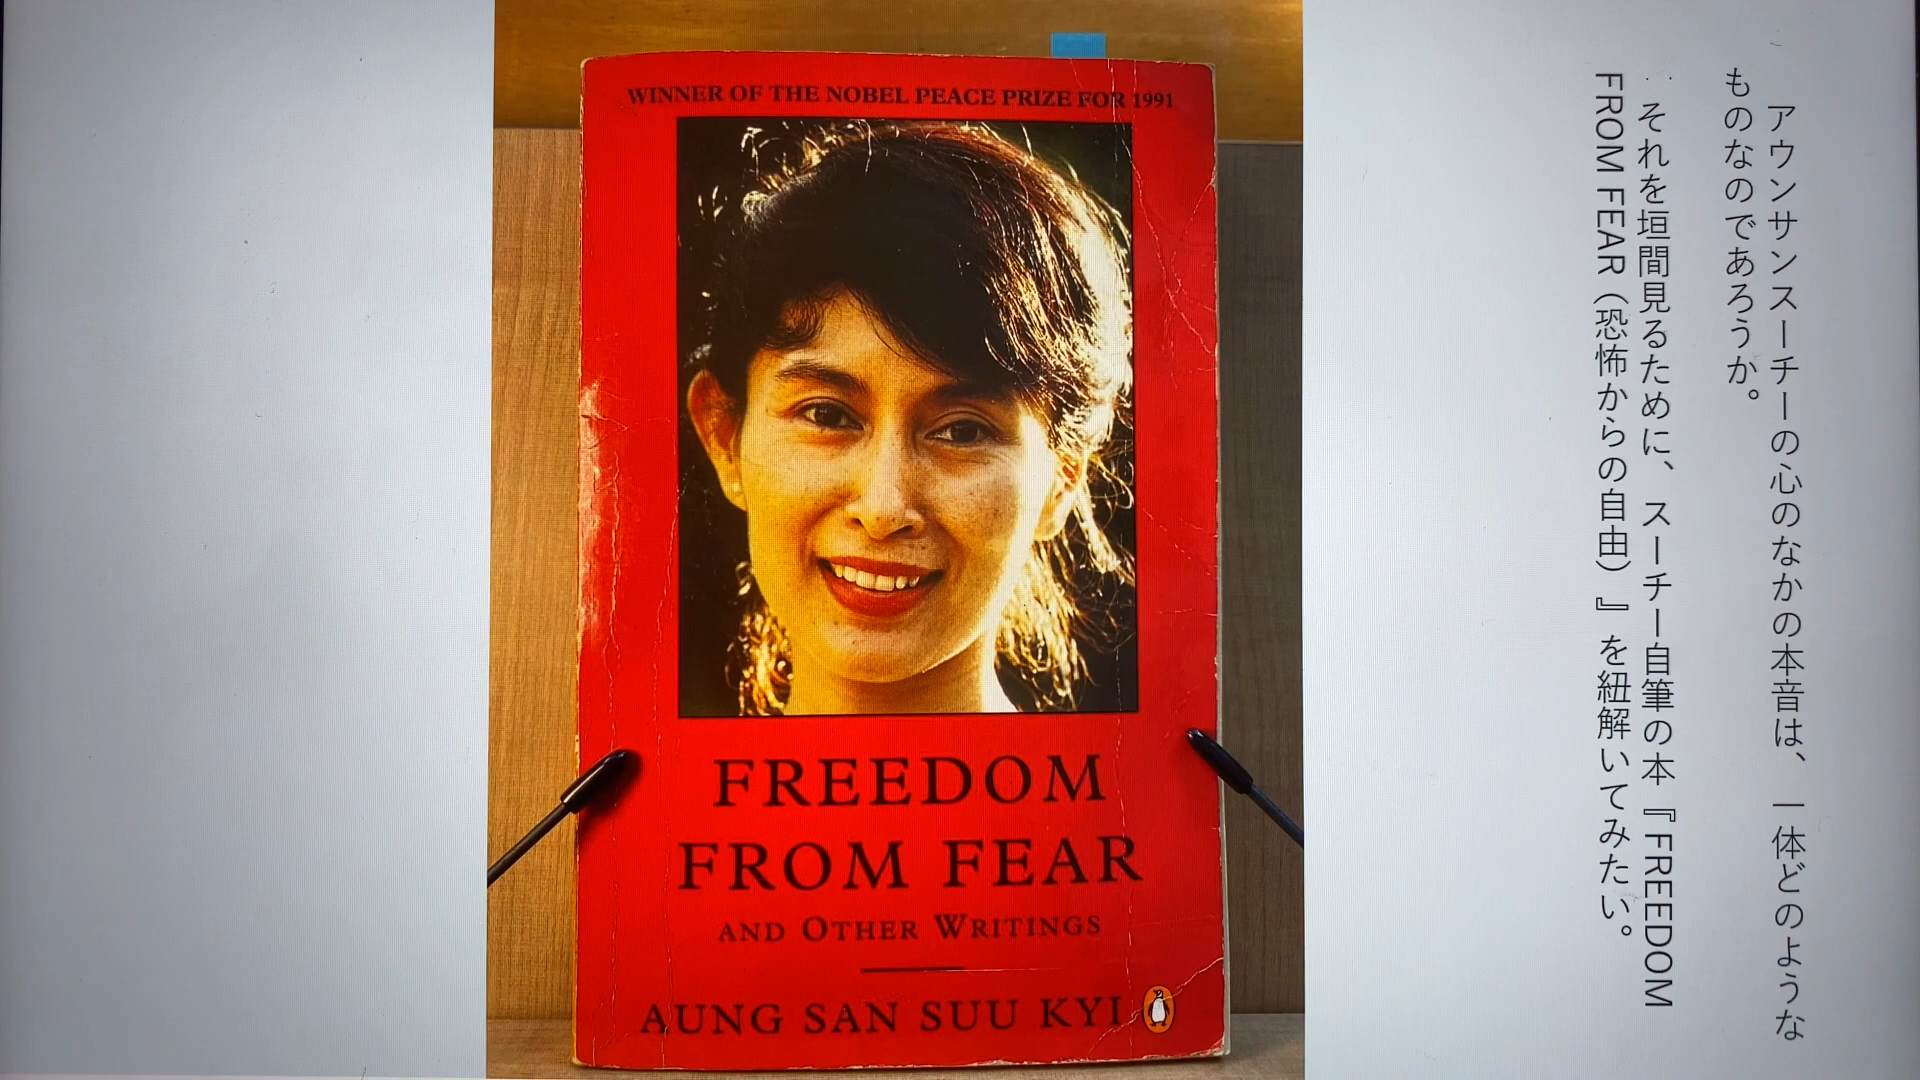 アウンサンスーチーの心のなかの本音は、一体どのような
ものなのであろうか。
それを垣間見るために、スーチー自筆の本『FREEDOM
FROM FEAR（恐怖からの自由）』を紐解いてみたい。
WINNER OF THE NOBEL PEACE PRIZE FOR 1991
FREEDOM
FROM FEAR
AND OTHER WRITINGS
AUNG SAN SUU KYI